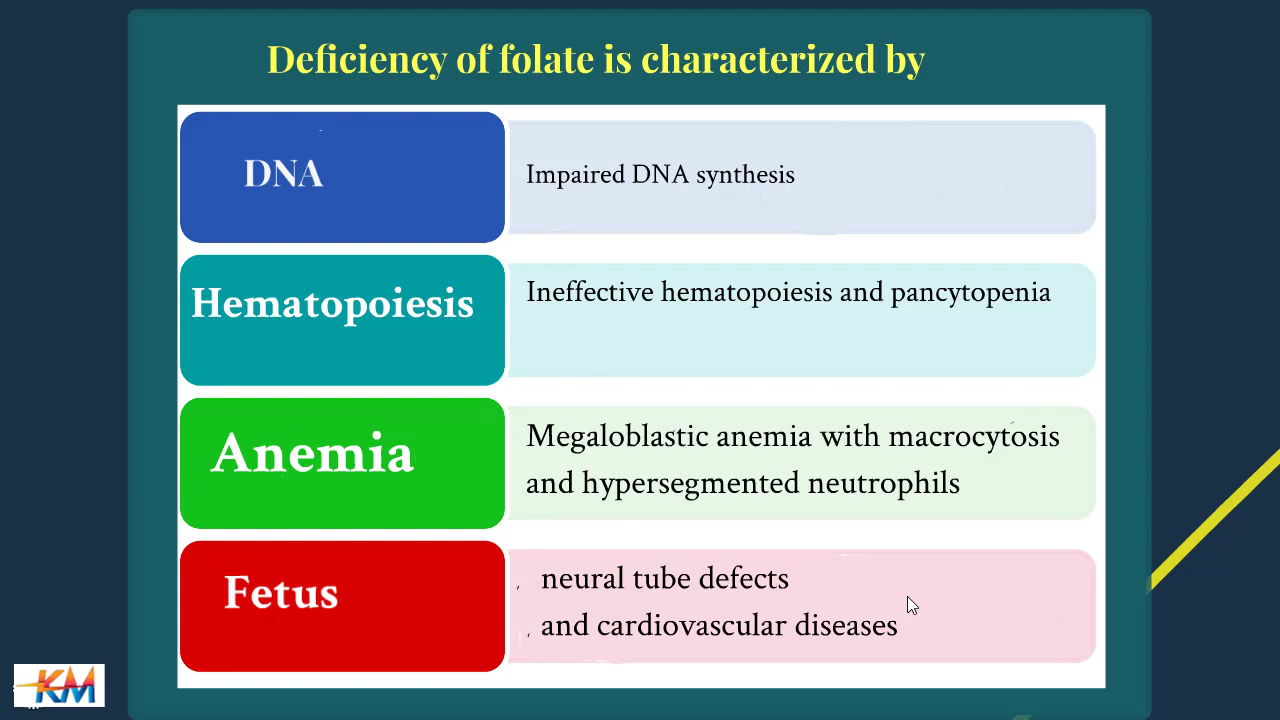 Deficiency of folate is characterized by
DNA
Impaired DNA synthesis
Hematopoiesis
Ineffective hematopoiesis and pancytopenia
Anemia
Megaloblastic anemia with macrocytosis
and hypersegmented neutrophils
Fetus
neural tube defects
and cardiovascular diseases
KM